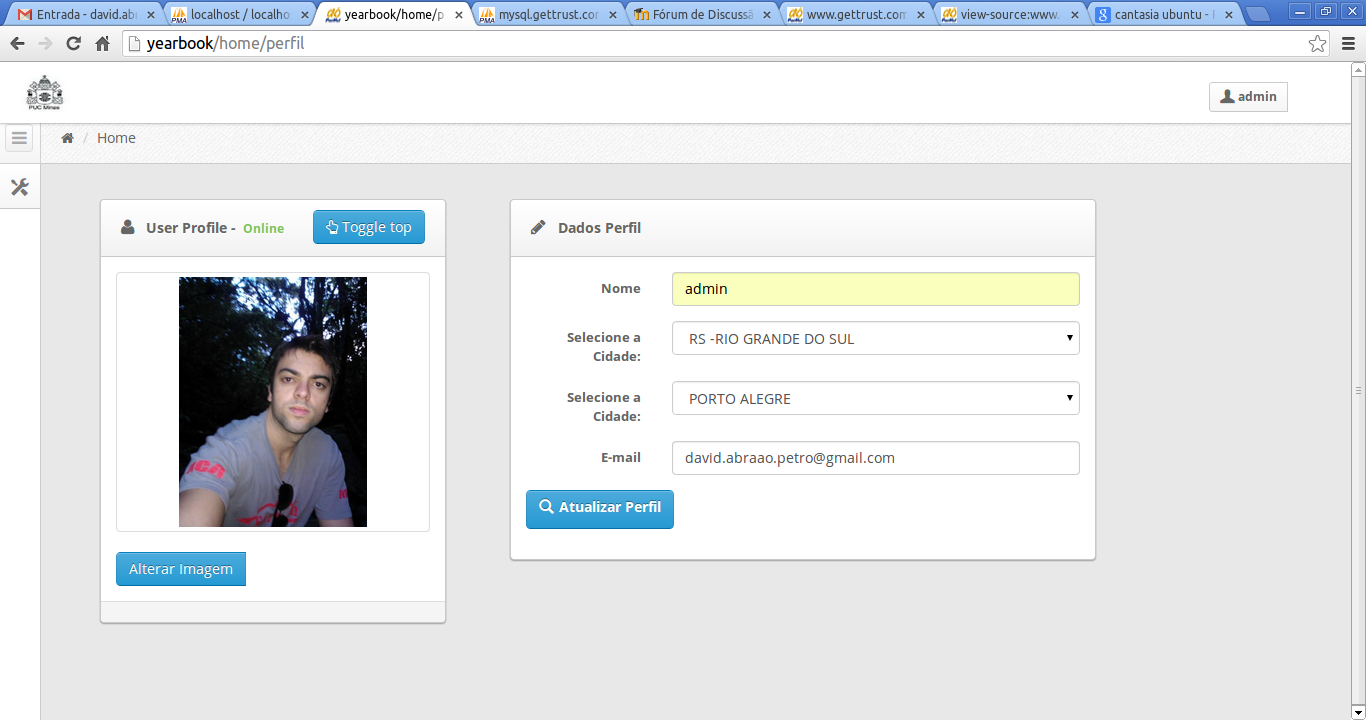 Entrada - david.ab
localhost / localho
yearbook/home/p
mysql.gettrust.co
Fórum de Discuss
www.gettrust.com
view-source:www.
cantasia ubuntu -
yearbook/home/perfil
PUC Minas
admin
/ Home
User Profile - Online
Toggle top
Alterar Imagem
Dados Perfil
Nome
admin
Selecione a
Cidade:
RS -RIO GRANDE DO SUL
Selecione a
Cidade:
PORTO ALEGRE
E-mail
david.abraao.petro@gmail.com
Atualizar Perfil